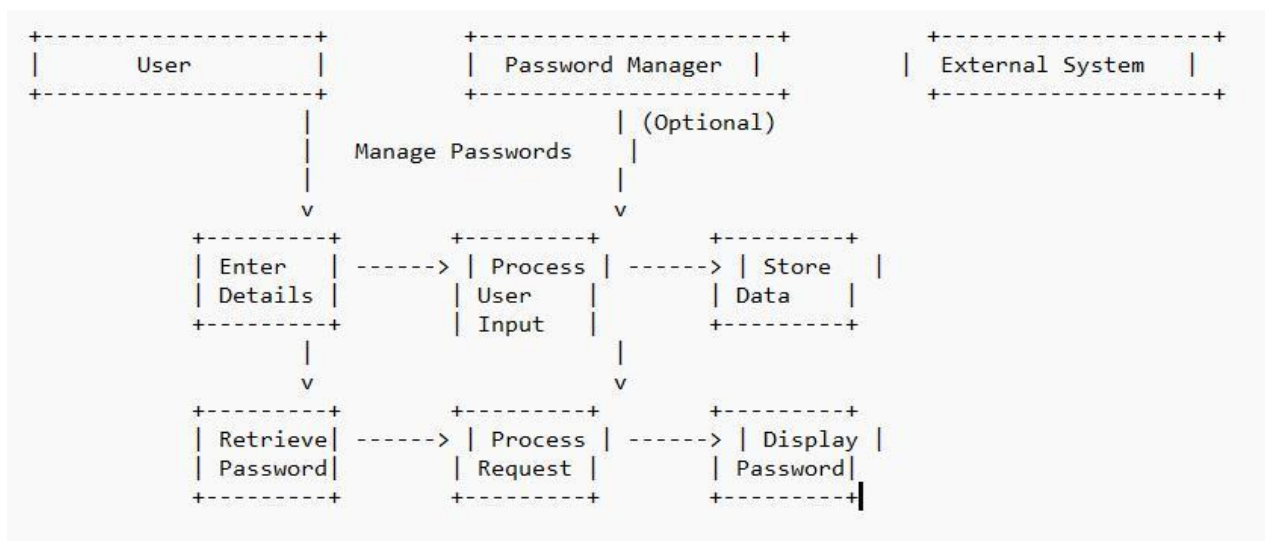 User Password Manager External System
(Optional)
Manage Passwords
Enter ------> Process ------> Store
Details User Data
Input
Retrieve ------> Process ------> Display
Password Request Password